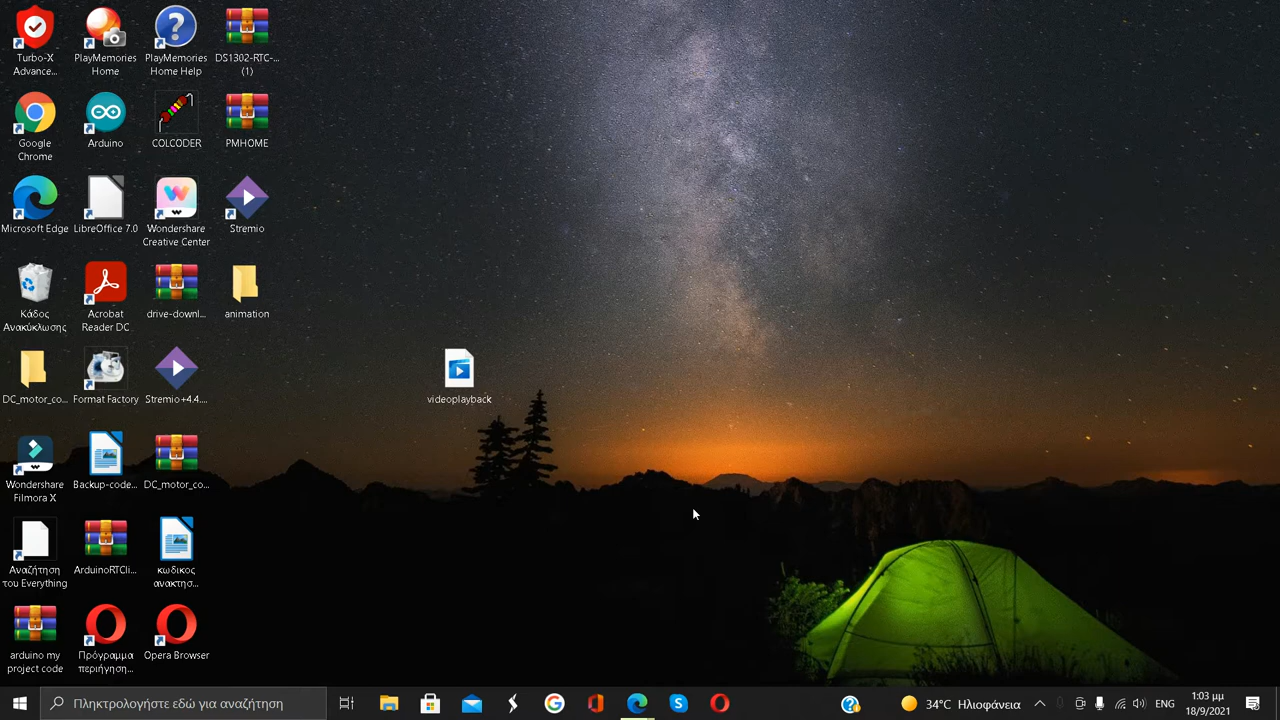 Turbo-X
Advance...
PlayMemories
Home
PlayMemories
Home Help
DS1302-RTC-...
(1)
Google
Chrome
Arduino
COLCODER
PMHOME
Microsoft Edge
LibreOffice 7.0
Wondershare
Creative Center
Stremio
Κάδος
Ανακύκλωσης
Acrobat
Reader DC
drive-downl...
animation
DC_motor_co...
Format Factory
Stremio+4.4....
videoplayback
Wondershare
Filmora X
Backup-code...
DC_motor_co...
Αναζήτηση
του Everything
ArduinoRTCli...
κωδικος
ανακτησ...
arduino my
project code
Πρόγραμμα
περιήγηση...
Opera Browser
Πληκτρολογήστε εδώ για αναζήτηση
34°C Ηλιοφάνεια
ENG
1:03 μμ
18/9/2021